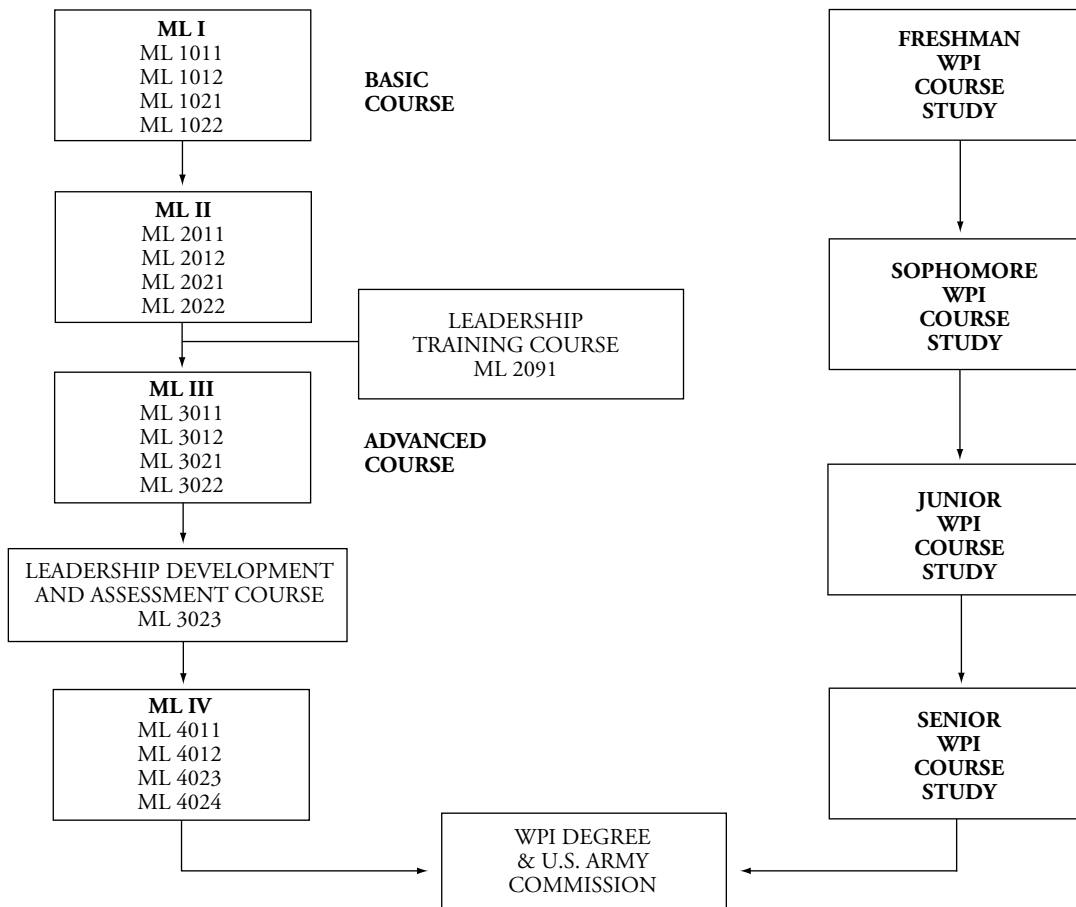 ML I
ML 1011
ML 1012
ML 1021
ML 1022
BASIC
COURSE
ML II
ML 2011
ML 2012
ML 2021
ML 2022
LEADERSHIP
TRAINING COURSE
ML 2091
ML III
ML 3011
ML 3012
ML 3021
ML 3022
ADVANCED
COURSE
LEADERSHIP DEVELOPMENT
AND ASSESSMENT COURSE
ML 3023
ML IV
ML 4011
ML 4012
ML 4023
ML 4024
FRESHMAN
WPI
COURSE
STUDY
SOPHOMORE
WPI
COURSE
STUDY
JUNIOR
WPI
COURSE
STUDY
SENIOR
WPI
COURSE
STUDY
WPI DEGREE
& U.S. ARMY
COMMISSION